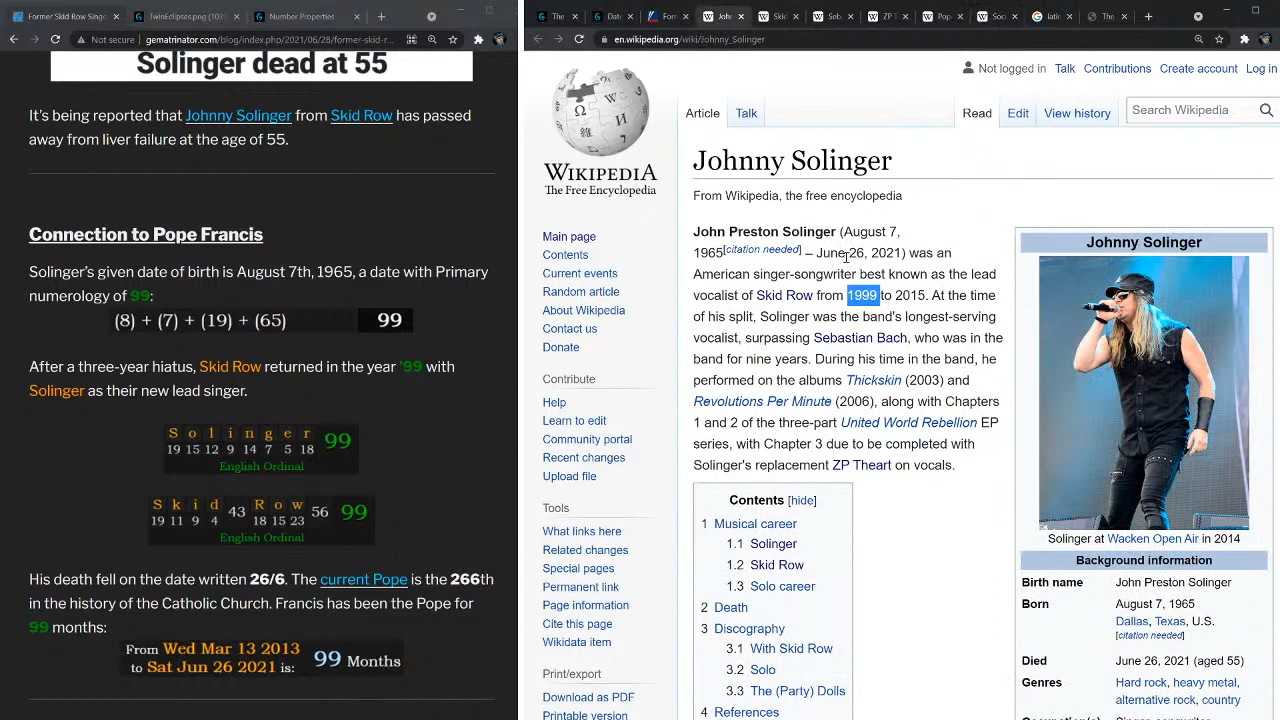 Former Skid Row Singe
TwinEclipses.png (1303
Number Properties
Not secure | gematrinator.com/blog/index.php/2021/06/28/former-skid-r...
Solinger dead at 55
It's being reported that Johnny Solinger from Skid Row has passed
away from liver failure at the age of 55.
Connection to Pope Francis
Solinger's given date of birth is August 7th, 1965, a date with Primary
numerology of 99:
(8) + (7) + (19) + (65) 99
After a three-year hiatus, Skid Row returned in the year '99 with
Solinger as their new lead singer.
S o l i n g e r 99
19 15 12 9 14 7 5 18
English Ordinal
S k i d 43 R o w 56 99
19 11 9 4 18 15 23
English Ordinal
His death fell on the date written 26/6. The current Pope is the 266th
in the history of the Catholic Church. Francis has been the Pope for
99 months:
From Wed Mar 13 2013
to Sat Jun 26 2021 is: 99 Months
The
Date
Forn
Joh
Skid
Seb
ZP T
Pop
Soci
latio
The
en.wikipedia.org/wiki/Johnny_Solinger
Not logged in Talk Contributions Create account Log in
Article Talk Read Edit View history Search Wikipedia
WIKIPEDIA
The Free Encyclopedia
Main page
Contents
Current events
Random article
About Wikipedia
Contact us
Donate
Contribute
Help
Learn to edit
Community portal
Recent changes
Upload file
Tools
What links here
Related changes
Special pages
Permanent link
Page information
Cite this page
Wikidata item
Print/export
Download as PDF
Printable version
Johnny Solinger
From Wikipedia, the free encyclopedia
John Preston Solinger (August 7,
1965[citation needed] – June 26, 2021) was an
American singer-songwriter best known as the lead
vocalist of Skid Row from 1999 to 2015. At the time
of his split, Solinger was the band's longest-serving
vocalist, surpassing Sebastian Bach, who was in the
band for nine years. During his time in the band, he
performed on the albums Thickskin (2003) and
Revolutions Per Minute (2006), along with Chapters
1 and 2 of the three-part United World Rebellion EP
series, with Chapter 3 due to be completed with
Solinger's replacement ZP Theart on vocals.
Contents [hide]
1 Musical career
1.1 Solinger
1.2 Skid Row
1.3 Solo career
2 Death
3 Discography
3.1 With Skid Row
3.2 Solo
3.3 The (Party) Dolls
4 References
Johnny Solinger
Solinger at Wacken Open Air in 2014
Background information
Birth name John Preston Solinger
Born August 7, 1965
Dallas, Texas, U.S.
[citation needed]
Died June 26, 2021 (aged 55)
Genres Hard rock, heavy metal,
alternative rock, country